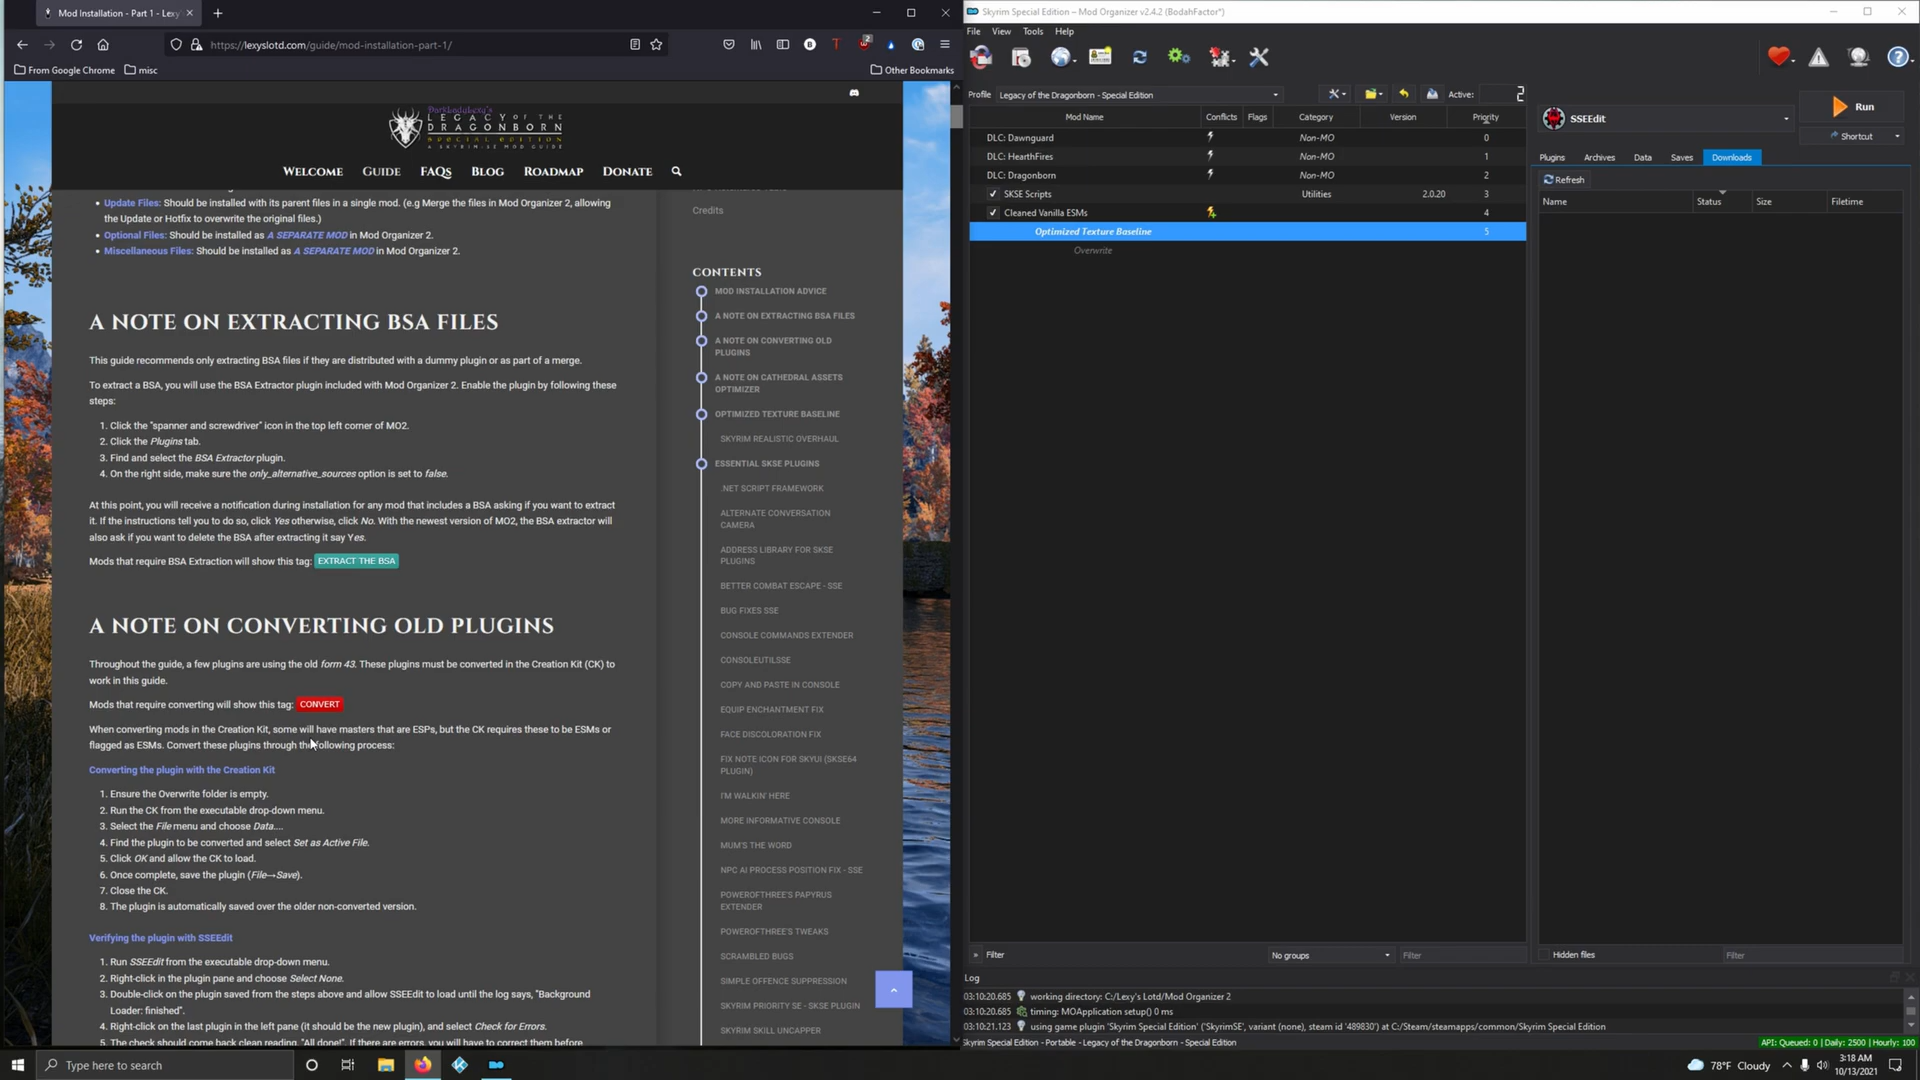 Mod Installation - Part 1 - Lexy
https://lexyslotd.com/guide/mod-installation-part-1/
2
From Google Chrome
misc
Other Bookmarks
DarkLadyLexy's
LEGACY OF THE
DRAGONBORN
SPECIAL EDITION
A SKYRIM-SE MOD GUIDE
WELCOME
GUIDE
FAQS
BLOG
ROADMAP
DONATE
Update Files: Should be installed with its parent files in a single mod. (e.g Merge the files in Mod Organizer 2, allowing
the Update or Hotfix to overwrite the original files.)
Optional Files: Should be installed as A SEPARATE MOD in Mod Organizer 2.
Miscellaneous Files: Should be installed as A SEPARATE MOD in Mod Organizer 2.
A NOTE ON EXTRACTING BSA FILES
This guide recommends only extracting BSA files if they are distributed with a dummy plugin or as part of a merge.
To extract a BSA, you will use the BSA Extractor plugin included with Mod Organizer 2. Enable the plugin by following these
steps:
1. Click the "spanner and screwdriver" icon in the top left corner of MO2.
2. Click the Plugins tab.
3. Find and select the BSA Extractor plugin.
4. On the right side, make sure the only_alternative_sources option is set to false.
At this point, you will receive a notification during installation for any mod that includes a BSA asking if you want to extract
it. If the instructions tell you to do so, click Yes otherwise, click No. With the newest version of MO2, the BSA extractor will
also ask if you want to delete the BSA after extracting it say Yes.
Mods that require BSA Extraction will show this tag: EXTRACT THE BSA
A NOTE ON CONVERTING OLD PLUGINS
Throughout the guide, a few plugins are using the old form 43. These plugins must be converted in the Creation Kit (CK) to
work in this guide.
Mods that require converting will show this tag: CONVERT
When converting mods in the Creation Kit, some will have masters that are ESPs, but the CK requires these to be ESMs or
flagged as ESMs. Convert these plugins through the following process:
Converting the plugin with the Creation Kit
1. Ensure the Overwrite folder is empty.
2. Run the CK from the executable drop-down menu.
3. Select the File menu and choose Data....
4. Find the plugin to be converted and select Set as Active File.
5. Click OK and allow the CK to load.
6. Once complete, save the plugin (File→Save).
7. Close the CK.
8. The plugin is automatically saved over the older non-converted version.
Verifying the plugin with SSEEdit
1. Run SSEEdit from the executable drop-down menu.
2. Right-click in the plugin pane and choose Select None.
3. Double-click on the plugin saved from the steps above and allow SSEEdit to load until the log says, "Background
Loader: finished".
4. Right-click on the last plugin in the left pane (it should be the new plugin), and select Check for Errors.
5. The check should come back clean reading, "All done!". If there are errors, you will have to correct them before
Credits
CONTENTS
MOD INSTALLATION ADVICE
A NOTE ON EXTRACTING BSA FILES
A NOTE ON CONVERTING OLD
PLUGINS
A NOTE ON CATHEDRAL ASSETS
OPTIMIZER
OPTIMIZED TEXTURE BASELINE
SKYRIM REALISTIC OVERHAUL
ESSENTIAL SKSE PLUGINS
.NET SCRIPT FRAMEWORK
ALTERNATE CONVERSATION
CAMERA
ADDRESS LIBRARY FOR SKSE
PLUGINS
BETTER COMBAT ESCAPE - SSE
BUG FIXES SSE
CONSOLE COMMANDS EXTENDER
CONSOLEUTILSSE
COPY AND PASTE IN CONSOLE
EQUIP ENCHANTMENT FIX
FACE DISCOLORATION FIX
FIX NOTE ICON FOR SKYUI (SKSE64
PLUGIN)
I'M WALKIN' HERE
MORE INFORMATIVE CONSOLE
MUM'S THE WORD
NPC AI PROCESS POSITION FIX - SSE
POWEROFTHREE'S PAPYRUS
EXTENDER
POWEROFTHREE'S TWEAKS
SCRAMBLED BUGS
SIMPLE OFFENCE SUPPRESSION
SKYRIM PRIORITY SE - SKSE PLUGIN
SKYRIM SKILL UNCAPPER
Skyrim Special Edition – Mod Organizer v2.4.2 (BodahFactor*)
File View Tools Help
Profile Legacy of the Dragonborn - Special Edition
Active: 2
Mod Name Conflicts Flags Category Version Priority
DLC: Dawnguard Non-MO 0
DLC: HearthFires Non-MO 1
DLC: Dragonborn Non-MO 2
SKSE Scripts Utilities 2.0.20 3
Cleaned Vanilla ESMs 4
Optimized Texture Baseline 5
Overwrite
» Filter No groups Filter
SSEEdit
Run
Shortcut
Plugins Archives Data Saves Downloads
Refresh
Name Status Size Filetime
Hidden files Filter
Log
03:10:20.685 working directory: C:/Lexy's Lotd/Mod Organizer 2
03:10:20.685 timing: MOApplication setup() 0 ms
03:10:21.123 using game plugin 'Skyrim Special Edition' ('SkyrimSE', variant (none), steam id '489830') at C:/Steam/steamapps/common/Skyrim Special Edition
Skyrim Special Edition - Portable - Legacy of the Dragonborn - Special Edition
API: Queued: 0 | Daily: 2500 | Hourly: 100
Type here to search
78°F Cloudy
3:18 AM
10/13/2021